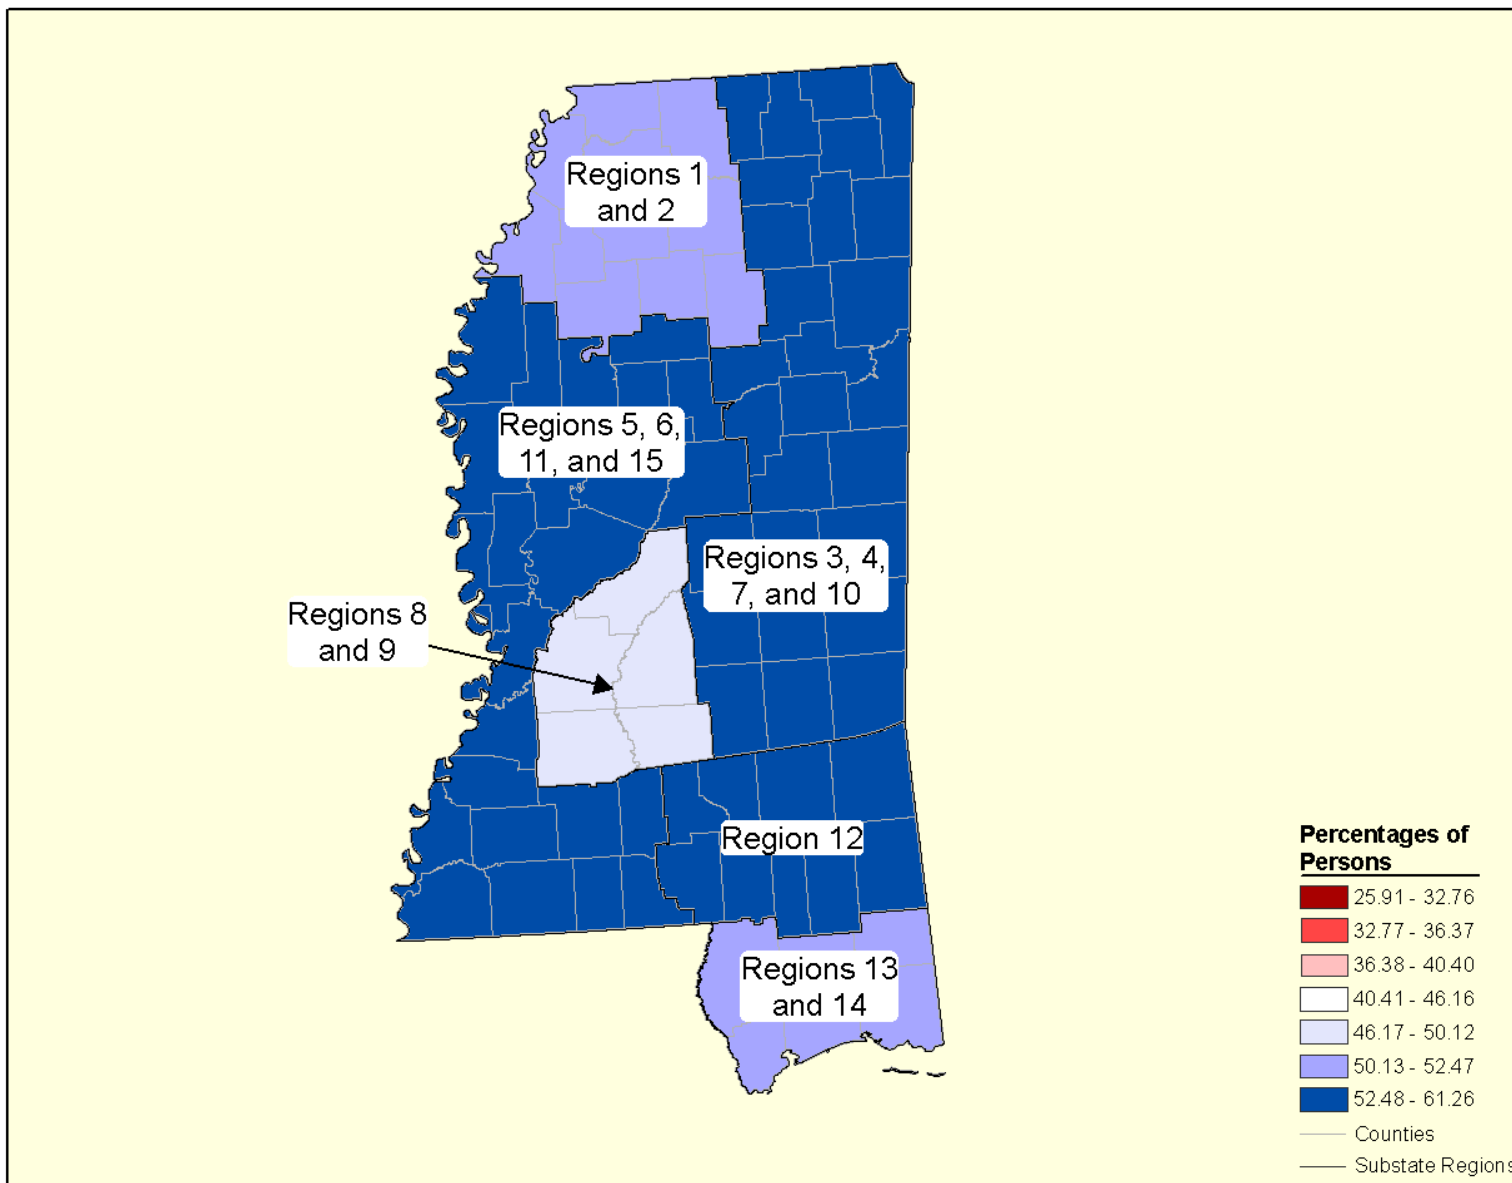 Regions 1
and 2
Regions 5, 6,
11, and 15
Regions 3, 4,
7, and 10
Regions 8
and 9
Region 12
Regions 13
and 14
Percentages of
Persons
25.91 - 32.76
32.77 - 36.37
36.38 - 40.40
40.41 - 46.16
46.17 - 50.12
50.13 - 52.47
52.48 - 61.26
Counties
Substate Regions